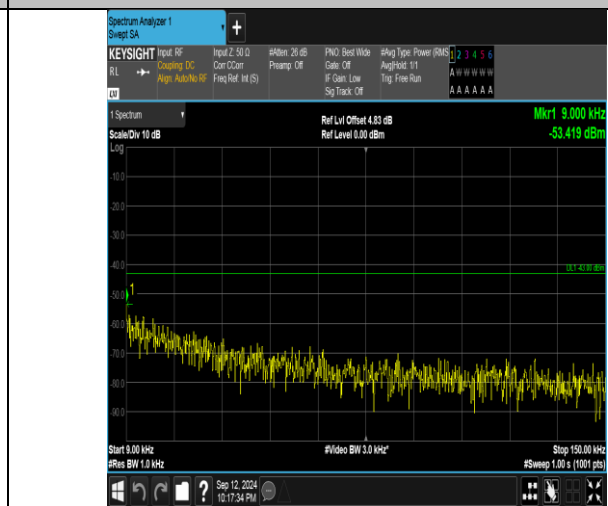 Spectrum Analyzer 1
Swept SA
+
KEYSIGHT
RL
Input: RF
Coupling: DC
Align: Auto/No RF
Input Z: 50 Ω
Corr CCorr
Freq Ref: Int (S)
#Atten: 26 dB
Preamp: Off
PNO: Best Wide
Gate: Off
IF Gain: Low
Sig Track: Off
#Avg Type: Power (RMS
Avg|Hold: 1/1
Trig: Free Run
1 2 3 4 5 6
A W W W W W
A A A A A A
1 Spectrum
Scale/Div 10 dB
Ref Lvl Offset 4.83 dB
Ref Level 0.00 dBm
Mkr1 9.000 kHz
-53.419 dBm
Log
-10.0
-20.0
-30.0
-40.0
DL1 -43.00 dBm
-50.0
1
-60.0
-70.0
-80.0
-90.0
Start 9.00 kHz
#Res BW 1.0 kHz
#Video BW 3.0 kHz*
Stop 150.00 kHz
#Sweep 1.00 s (1001 pts)
?
Sep 12, 2024
10:17:34 PM